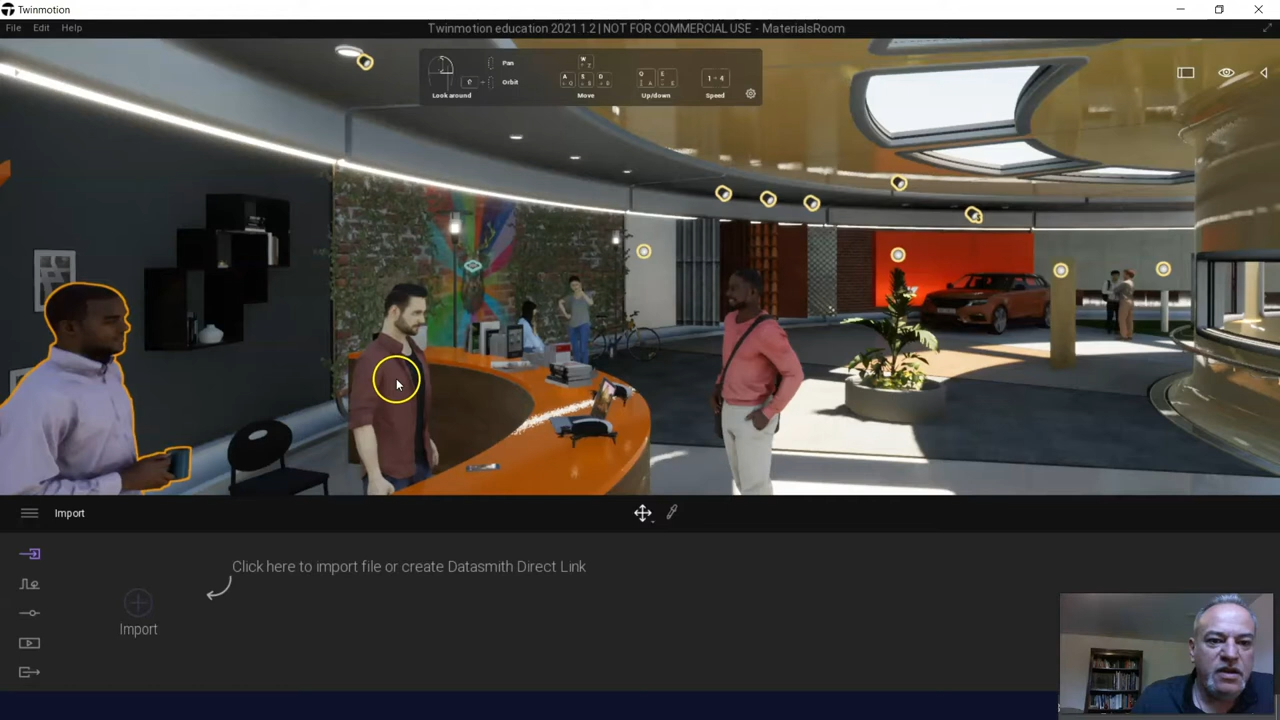 Twinmotion
File Edit Help
Twinmotion education 2021.1.2 | NOT FOR COMMERCIAL USE - MaterialsRoom
Pan
Orbit
Look around
W
A S D
Move
Q E
Up/down
1 - 4
Speed
Import
Click here to import file or create Datasmith Direct Link
Import